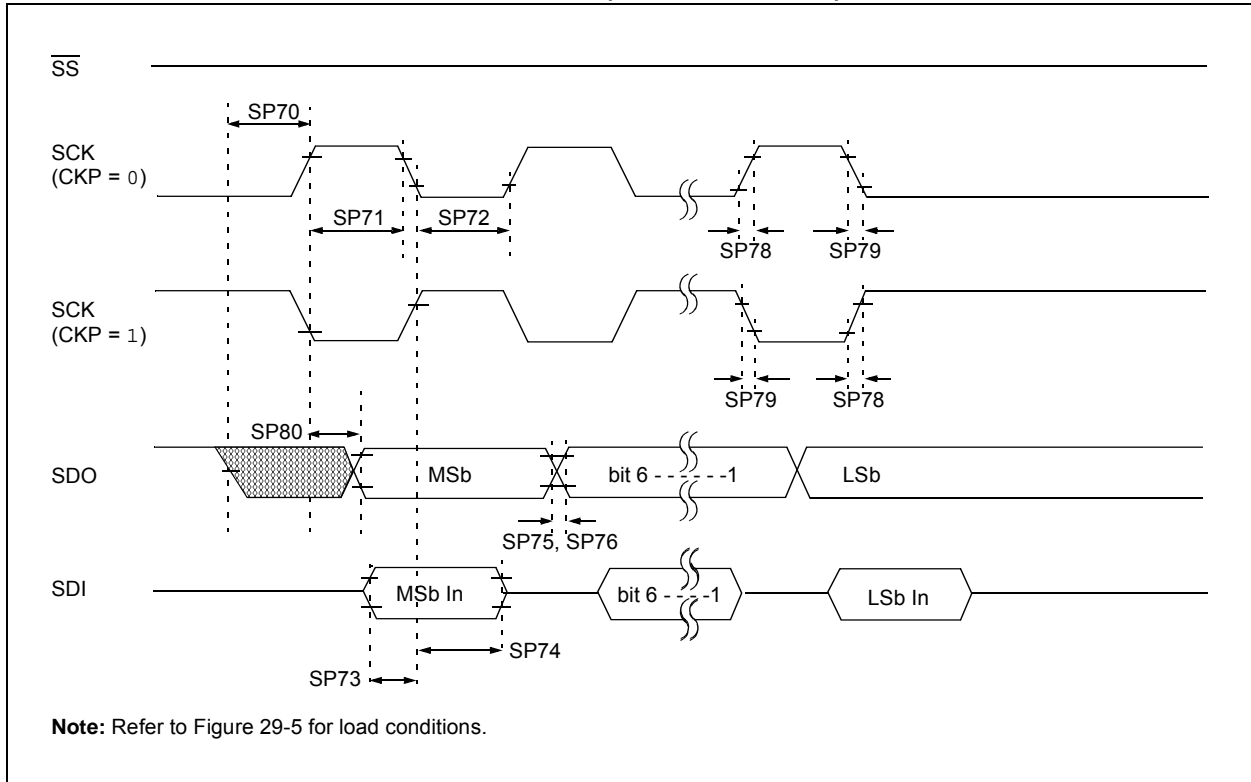 SS
SP70
SCK
(CKP = 0)
SP71
SP72
SP78
SP79
SCK
(CKP = 1)
SP79
SP78
SP80
SDO
MSb
bit 6 - - - - - -1
LSb
SP75, SP76
SDI
MSb In
bit 6 - - - - -1
LSb In
SP74
SP73
Note: Refer to Figure 29-5 for load conditions.